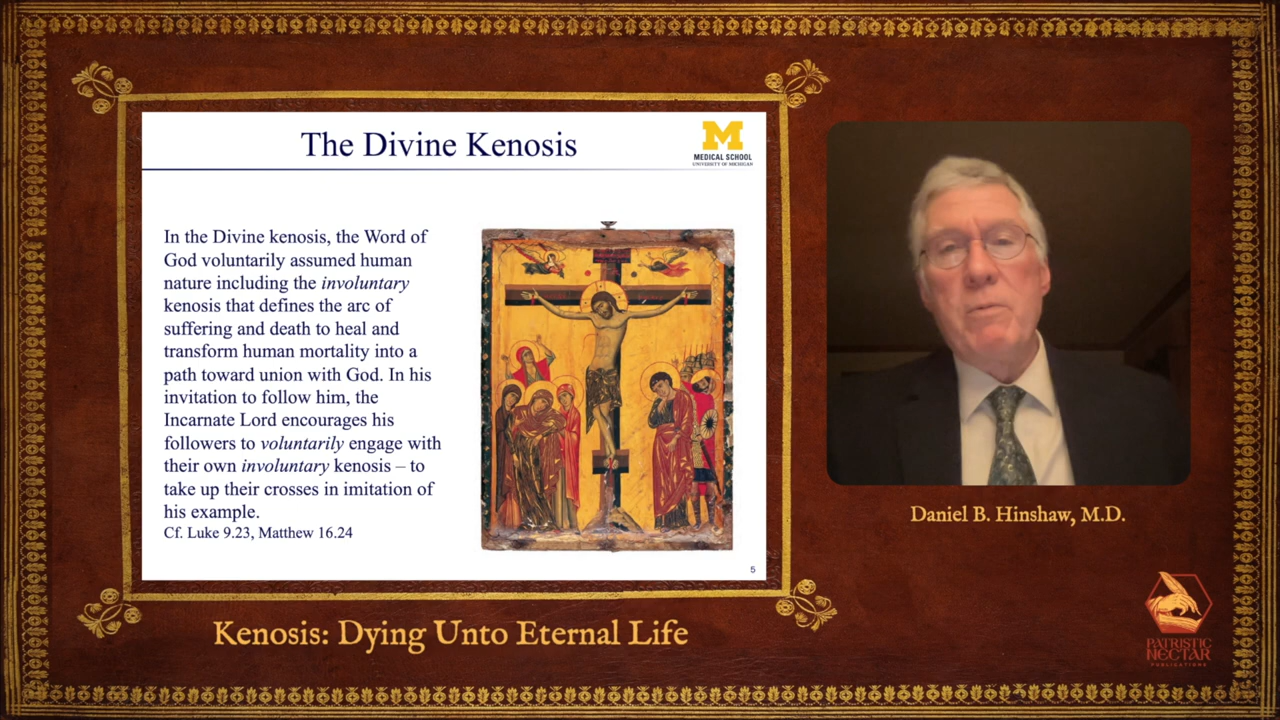 The Divine Kenosis
M
MEDICAL SCHOOL
UNIVERSITY OF MICHIGAN
In the Divine kenosis, the Word of
God voluntarily assumed human
nature including the involuntary
kenosis that defines the arc of
suffering and death to heal and
transform human mortality into a
path toward union with God. In his
invitation to follow him, the
Incarnate Lord encourages his
followers to voluntarily engage with
their own involuntary kenosis – to
take up their crosses in imitation of
his example.
Cf. Luke 9.23, Matthew 16.24
5
Daniel B. Hinshaw, M.D.
Kenosis: Dying Unto Eternal Life
PATRISTIC
NECTAR
PUBLICATIONS